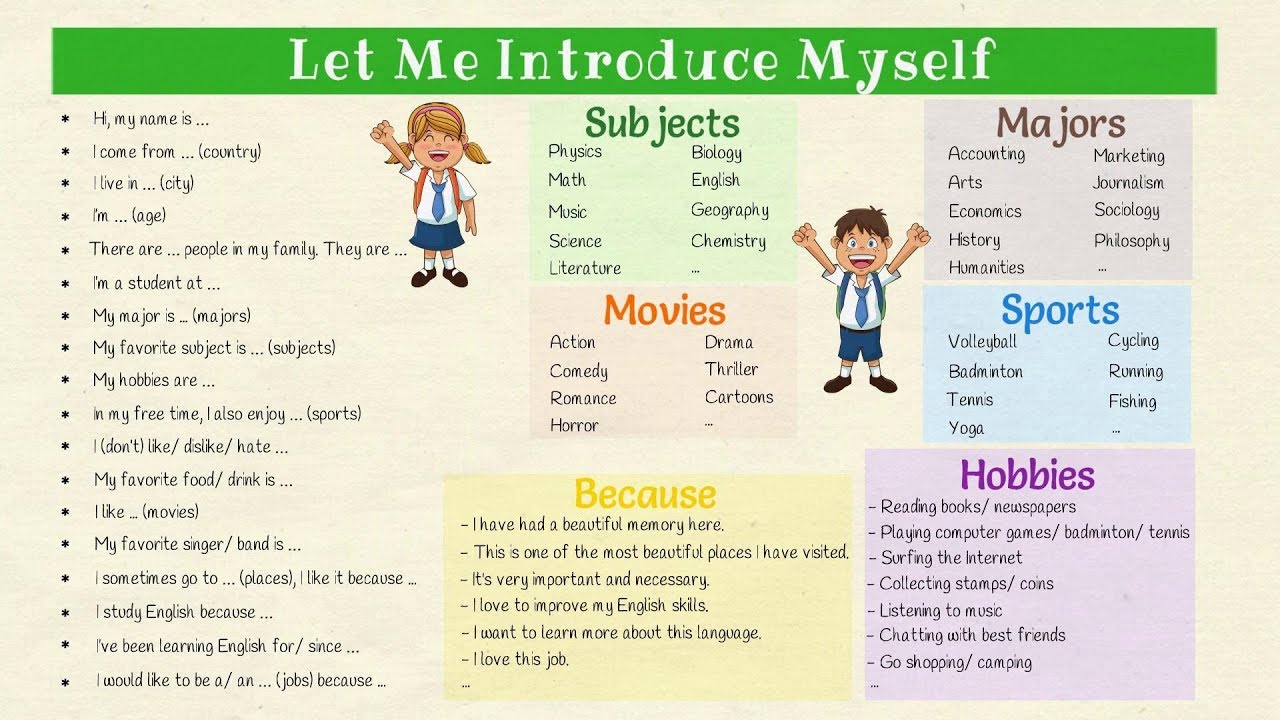 Let Me Introduce Myself
* Hi, my name is ...
* I come from ... (country)
* I live in ... (city)
* I'm ... (age)
* There are ... people in my family. They are ...
* I'm a student at ...
* My major is ... (majors)
* My favorite subject is ... (subjects)
* My hobbies are ...
* In my free time, I also enjoy ... (sports)
* I (don't) like/ dislike/ hate ...
* My favorite food/ drink is ...
* I like ... (movies)
* My favorite singer/ band is ...
* I sometimes go to ... (places), I like it because ...
* I study English because ...
* I've been learning English for/ since ...
* I would like to be a/ an ... (jobs) because ...
Subjects
Physics Biology
Math English
Music Geography
Science Chemistry
Literature ...
Majors
Accounting Marketing
Arts Journalism
Economics Sociology
History Philosophy
Humanities ...
Movies
Action Drama
Comedy Thriller
Romance Cartoons
Horror ...
Sports
Volleyball Cycling
Badminton Running
Tennis Fishing
Yoga ...
Because
- I have had a beautiful memory here.
- This is one of the most beautiful places I have visited.
- It's very important and necessary.
- I love to improve my English skills.
- I want to learn more about this language.
- I love this job.
...
Hobbies
- Reading books/ newspapers
- Playing computer games/ badminton/ tennis
- Surfing the Internet
- Collecting stamps/ coins
- Listening to music
- Chatting with best friends
- Go shopping/ camping
...